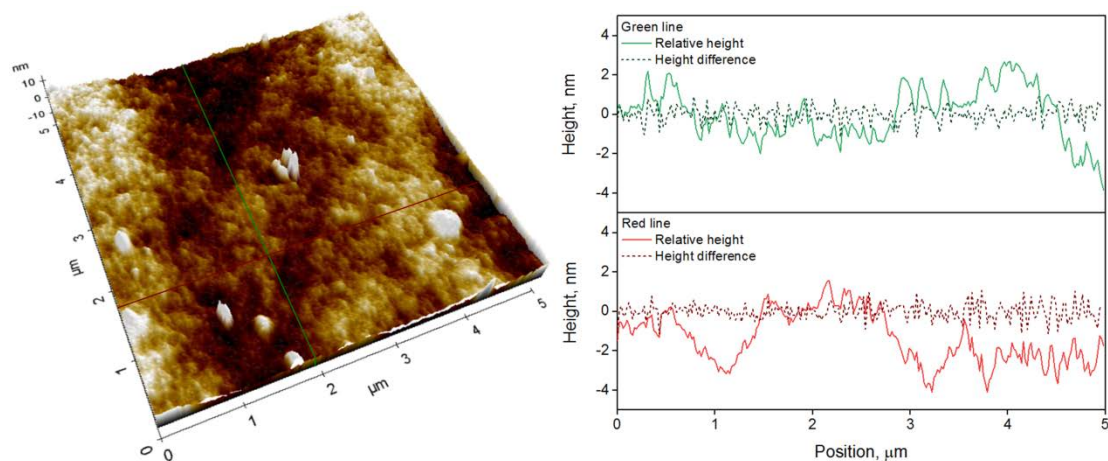 nm
10
0
-10
5
4
3
μm
2
1
0
0
1
2
μm
3
4
5
Green line
Relative height
Height difference
Height, nm
4
2
0
-2
-4
Red line
Relative height
Height difference
Height, nm
4
2
0
-2
-4
0
1
2
3
4
5
Position, μm